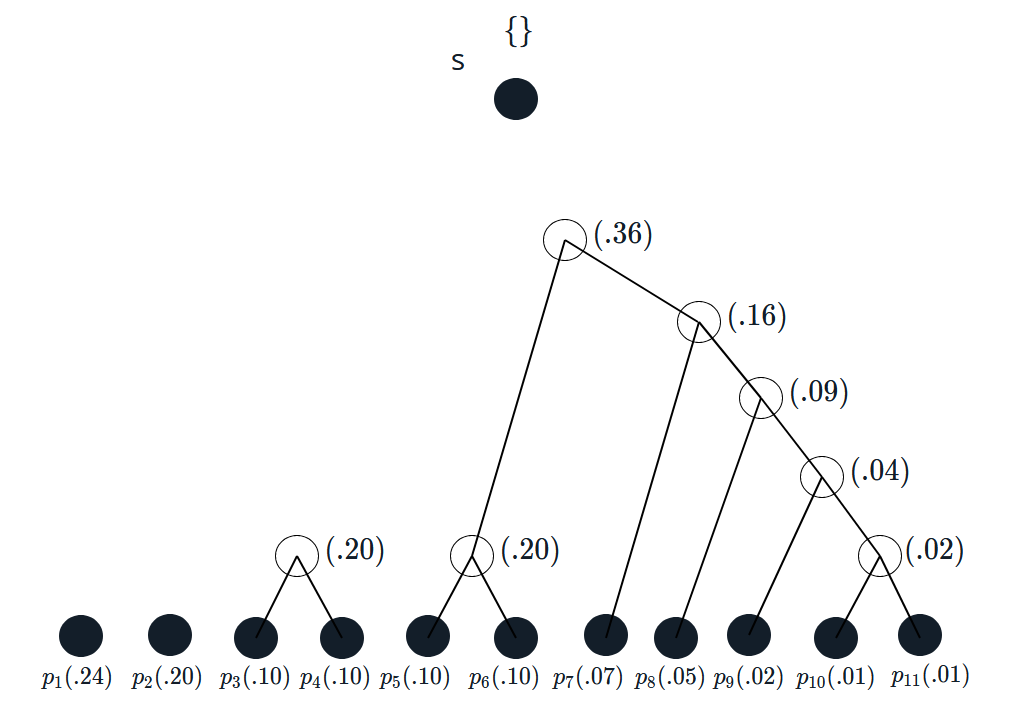 {}
S
(.36)
(.16)
(.09)
(.04)
(.20) (.20) (.02)
p₁(.24) p₂(.20) p₃(.10) p₄(.10) p₅(.10) p₆(.10) p₇(.07) p₈(.05) p₉(.02) p₁₀(.01) p₁₁(.01)